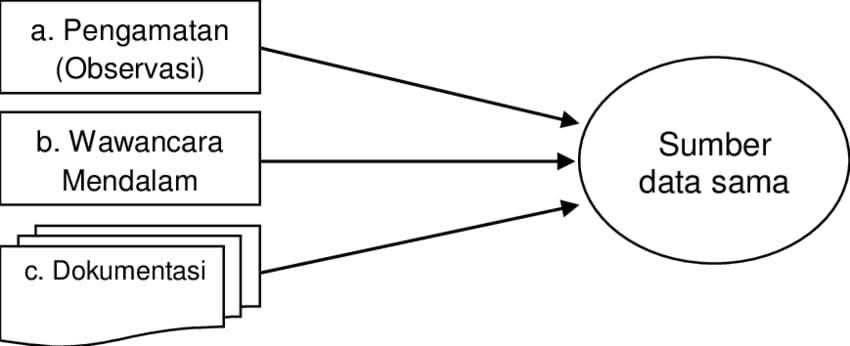 a. Pengamatan
(Observasi)
b. Wawancara
Mendalam
c. Dokumentasi
Sumber
data sama